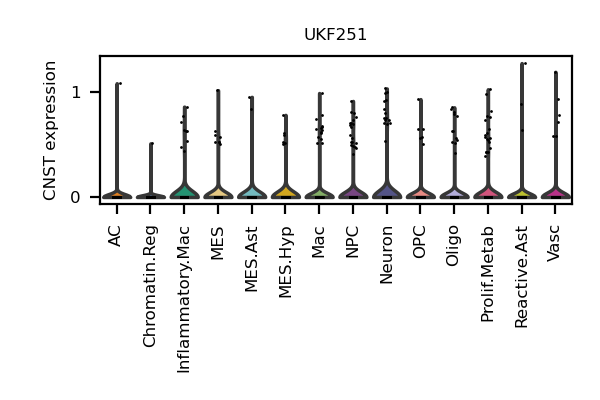 UKF251
CNST expression
1
0
AC
Chromatin.Reg
Inflammatory.Mac
MES
MES.Ast
MES.Hyp
Mac
NPC
Neuron
OPC
Oligo
Prolif.Metab
Reactive.Ast
Vasc